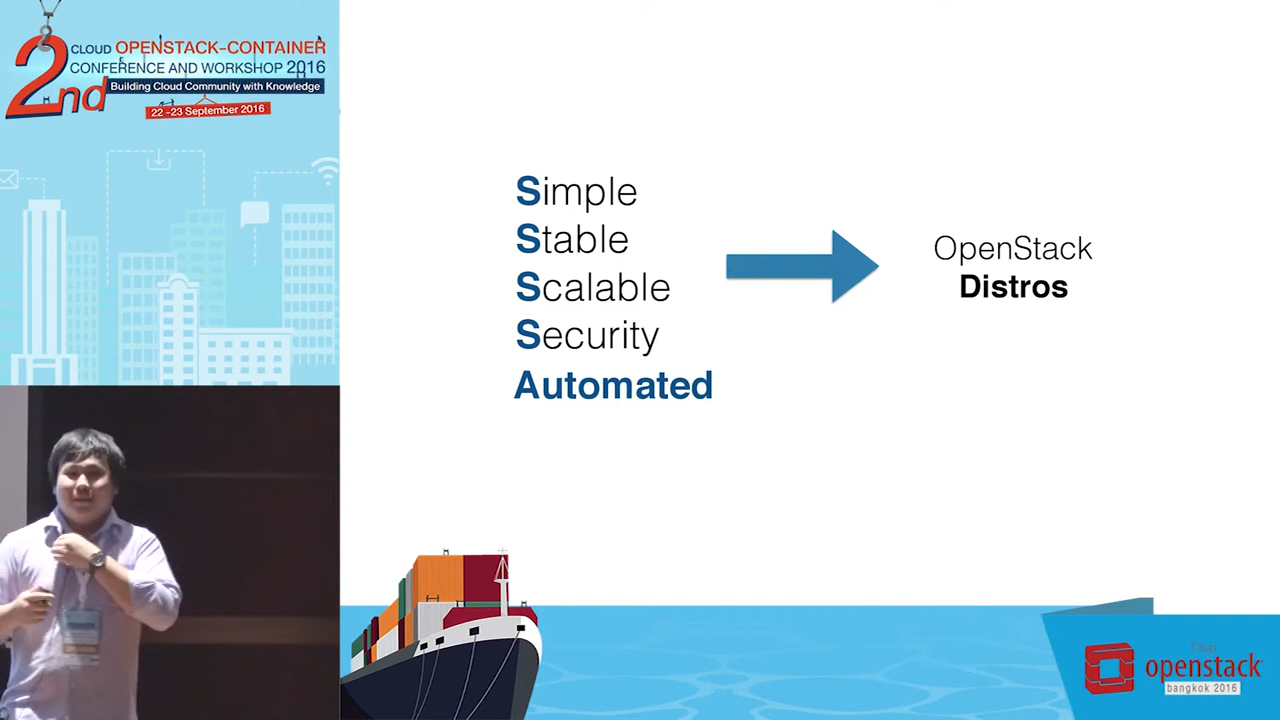 2nd
CLOUD OPENSTACK-CONTAINER
CONFERENCE AND WORKSHOP 2016
Building Cloud Community with Knowledge
22 -23 September 2016
Simple
Stable
Scalable
Security
Automated
OpenStack
Distros
Thai
openstack
bangkok 2016